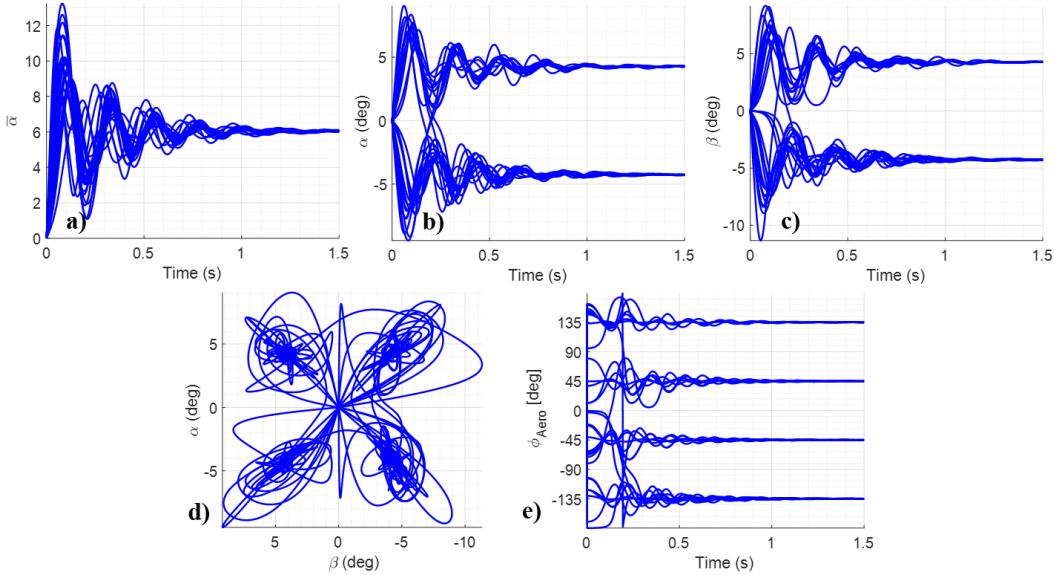 12
10
8
6
4
2
0
ᾱ
a)
0 0.5 1 1.5
Time (s)
5
0
-5
α (deg)
b)
0 0.5 1 1.5
Time (s)
5
0
-5
-10
β (deg)
c)
0 0.5 1 1.5
Time (s)
5
0
-5
α (deg)
d)
5 0 -5 -10
β (deg)
135
90
45
0
-45
-90
-135
ϕAero [deg]
e)
0 0.5 1 1.5
Time (s)